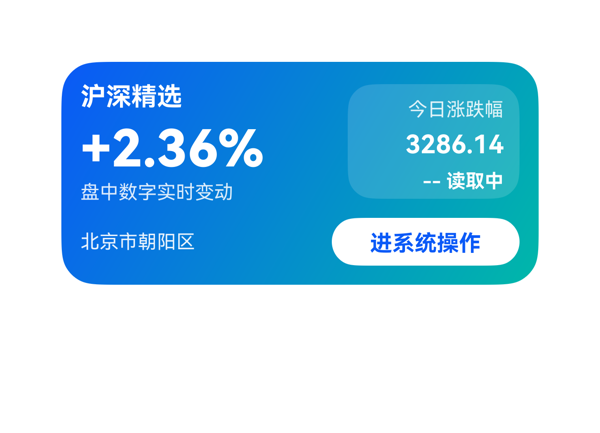 沪深精选
+2.36%
盘中数字实时变动
北京市朝阳区
今日涨跌幅
3286.14
-- 读取中
进系统操作